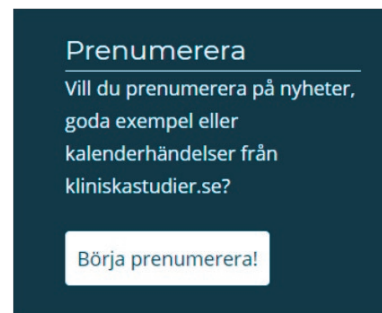 Prenumerera
Vill du prenumerera på nyheter,
goda exempel eller
kalenderhändelser från
kliniskastudier.se?
Börja prenumerera!